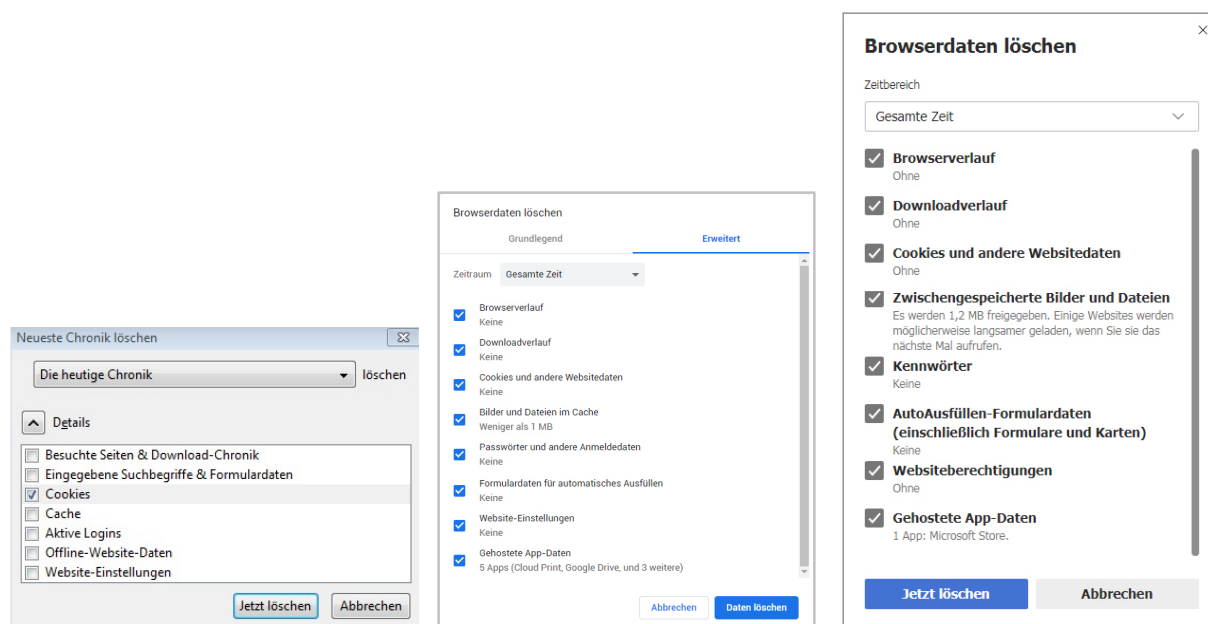 Neueste Chronik löschen
Die heutige Chronik
löschen
Details
Besuchte Seiten & Download-Chronik
Eingegebene Suchbegriffe & Formulardaten
Cookies
Cache
Aktive Logins
Offline-Website-Daten
Website-Einstellungen
Jetzt löschen
Abbrechen
Browserdaten löschen
Grundlegend
Erweitert
Zeitraum
Gesamte Zeit
Browserverlauf
Keine
Downloadverlauf
Keine
Cookies und andere Websitedaten
Keine
Bilder und Dateien im Cache
Weniger als 1 MB
Passwörter und andere Anmeldedaten
Keine
Formulardaten für automatisches Ausfüllen
Keine
Website-Einstellungen
Keine
Gehostete App-Daten
5 Apps (Cloud Print, Google Drive, und 3 weitere)
Abbrechen
Daten löschen
Browserdaten löschen
Zeitbereich
Gesamte Zeit
Browserverlauf
Ohne
Downloadverlauf
Ohne
Cookies und andere Websitedaten
Ohne
Zwischengespeicherte Bilder und Dateien
Es werden 1,2 MB freigegeben. Einige Websites werden
möglicherweise langsamer geladen, wenn Sie sie das
nächste Mal aufrufen.
Kennwörter
Keine
AutoAusfüllen-Formulardaten
(einschließlich Formulare und Karten)
Keine
Websiteberechtigungen
Ohne
Gehostete App-Daten
1 App: Microsoft Store.
Jetzt löschen
Abbrechen